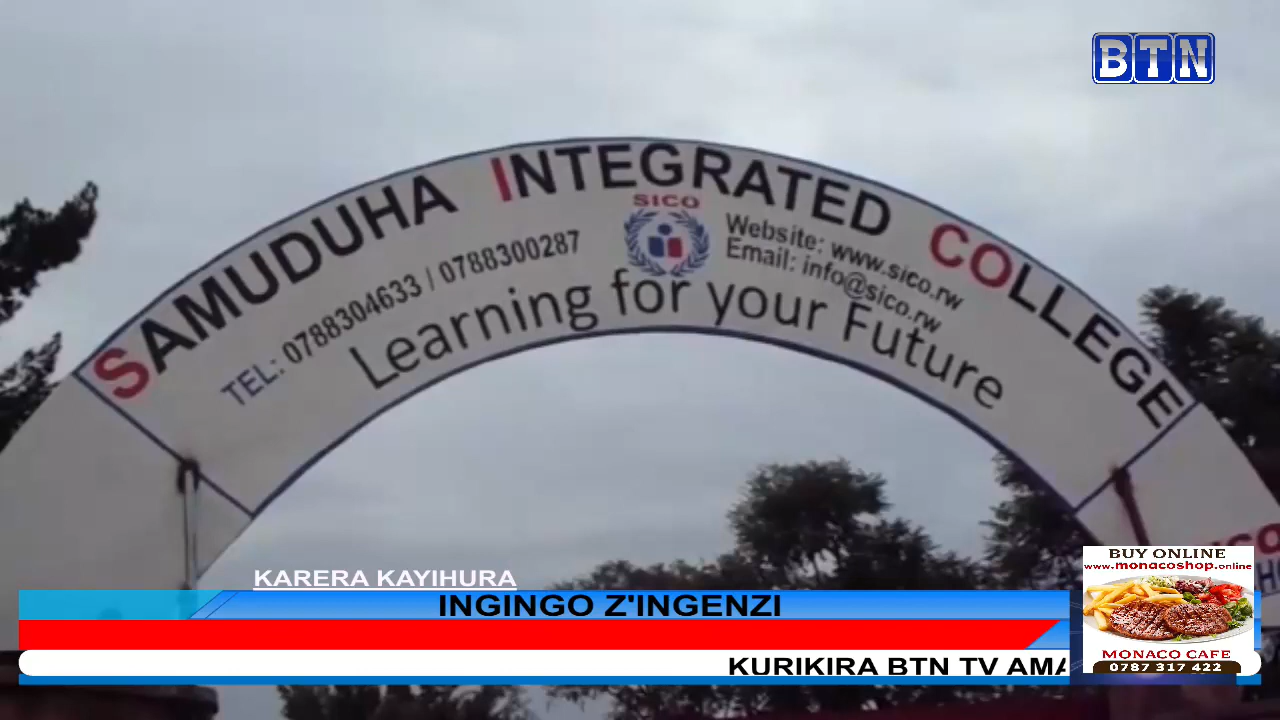 BTN
SAMUDUHA INTEGRATED COLLEGE
SICO
TEL: 0788304633 / 0788300287
Website: www.sico.rw
Email: info@sico.rw
Learning for your Future
KARERA KAYIHURA
INGINGO Z'INGENZI
KURIKIRA BTN TV AMA
BUY ONLINE
www.monacoshop.online
MONACO CAFE
0787 317 422